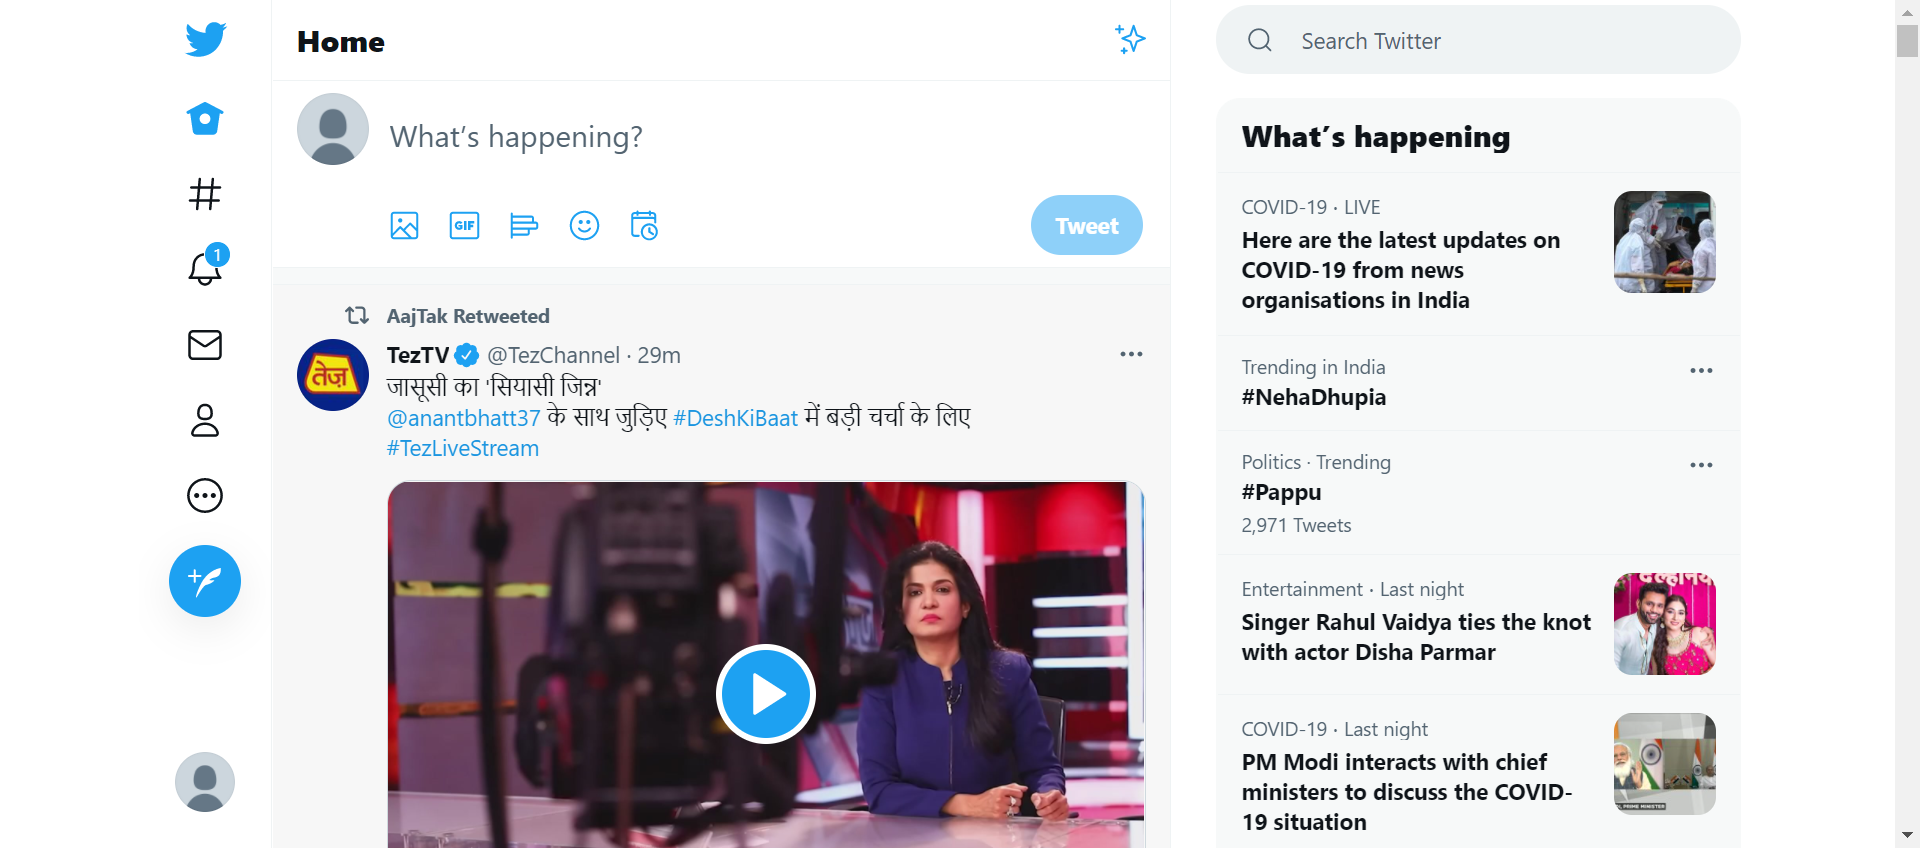 Home
What's happening?
GIF
Tweet
1
AajTak Retweeted
तेज़
TezTV @TezChannel · 29m
जासूसी का 'सियासी जिन्न'
@anantbhatt37 के साथ जुड़िए #DeshKiBaat में बड़ी चर्चा के लिए
#TezLiveStream
Search Twitter
What's happening
COVID-19 · LIVE
Here are the latest updates on
COVID-19 from news
organisations in India
Trending in India
#NehaDhupia
Politics · Trending
#Pappu
2,971 Tweets
Entertainment · Last night
Singer Rahul Vaidya ties the knot
with actor Disha Parmar
COVID-19 · Last night
PM Modi interacts with chief
ministers to discuss the COVID-
19 situation
PRIME MINISTER